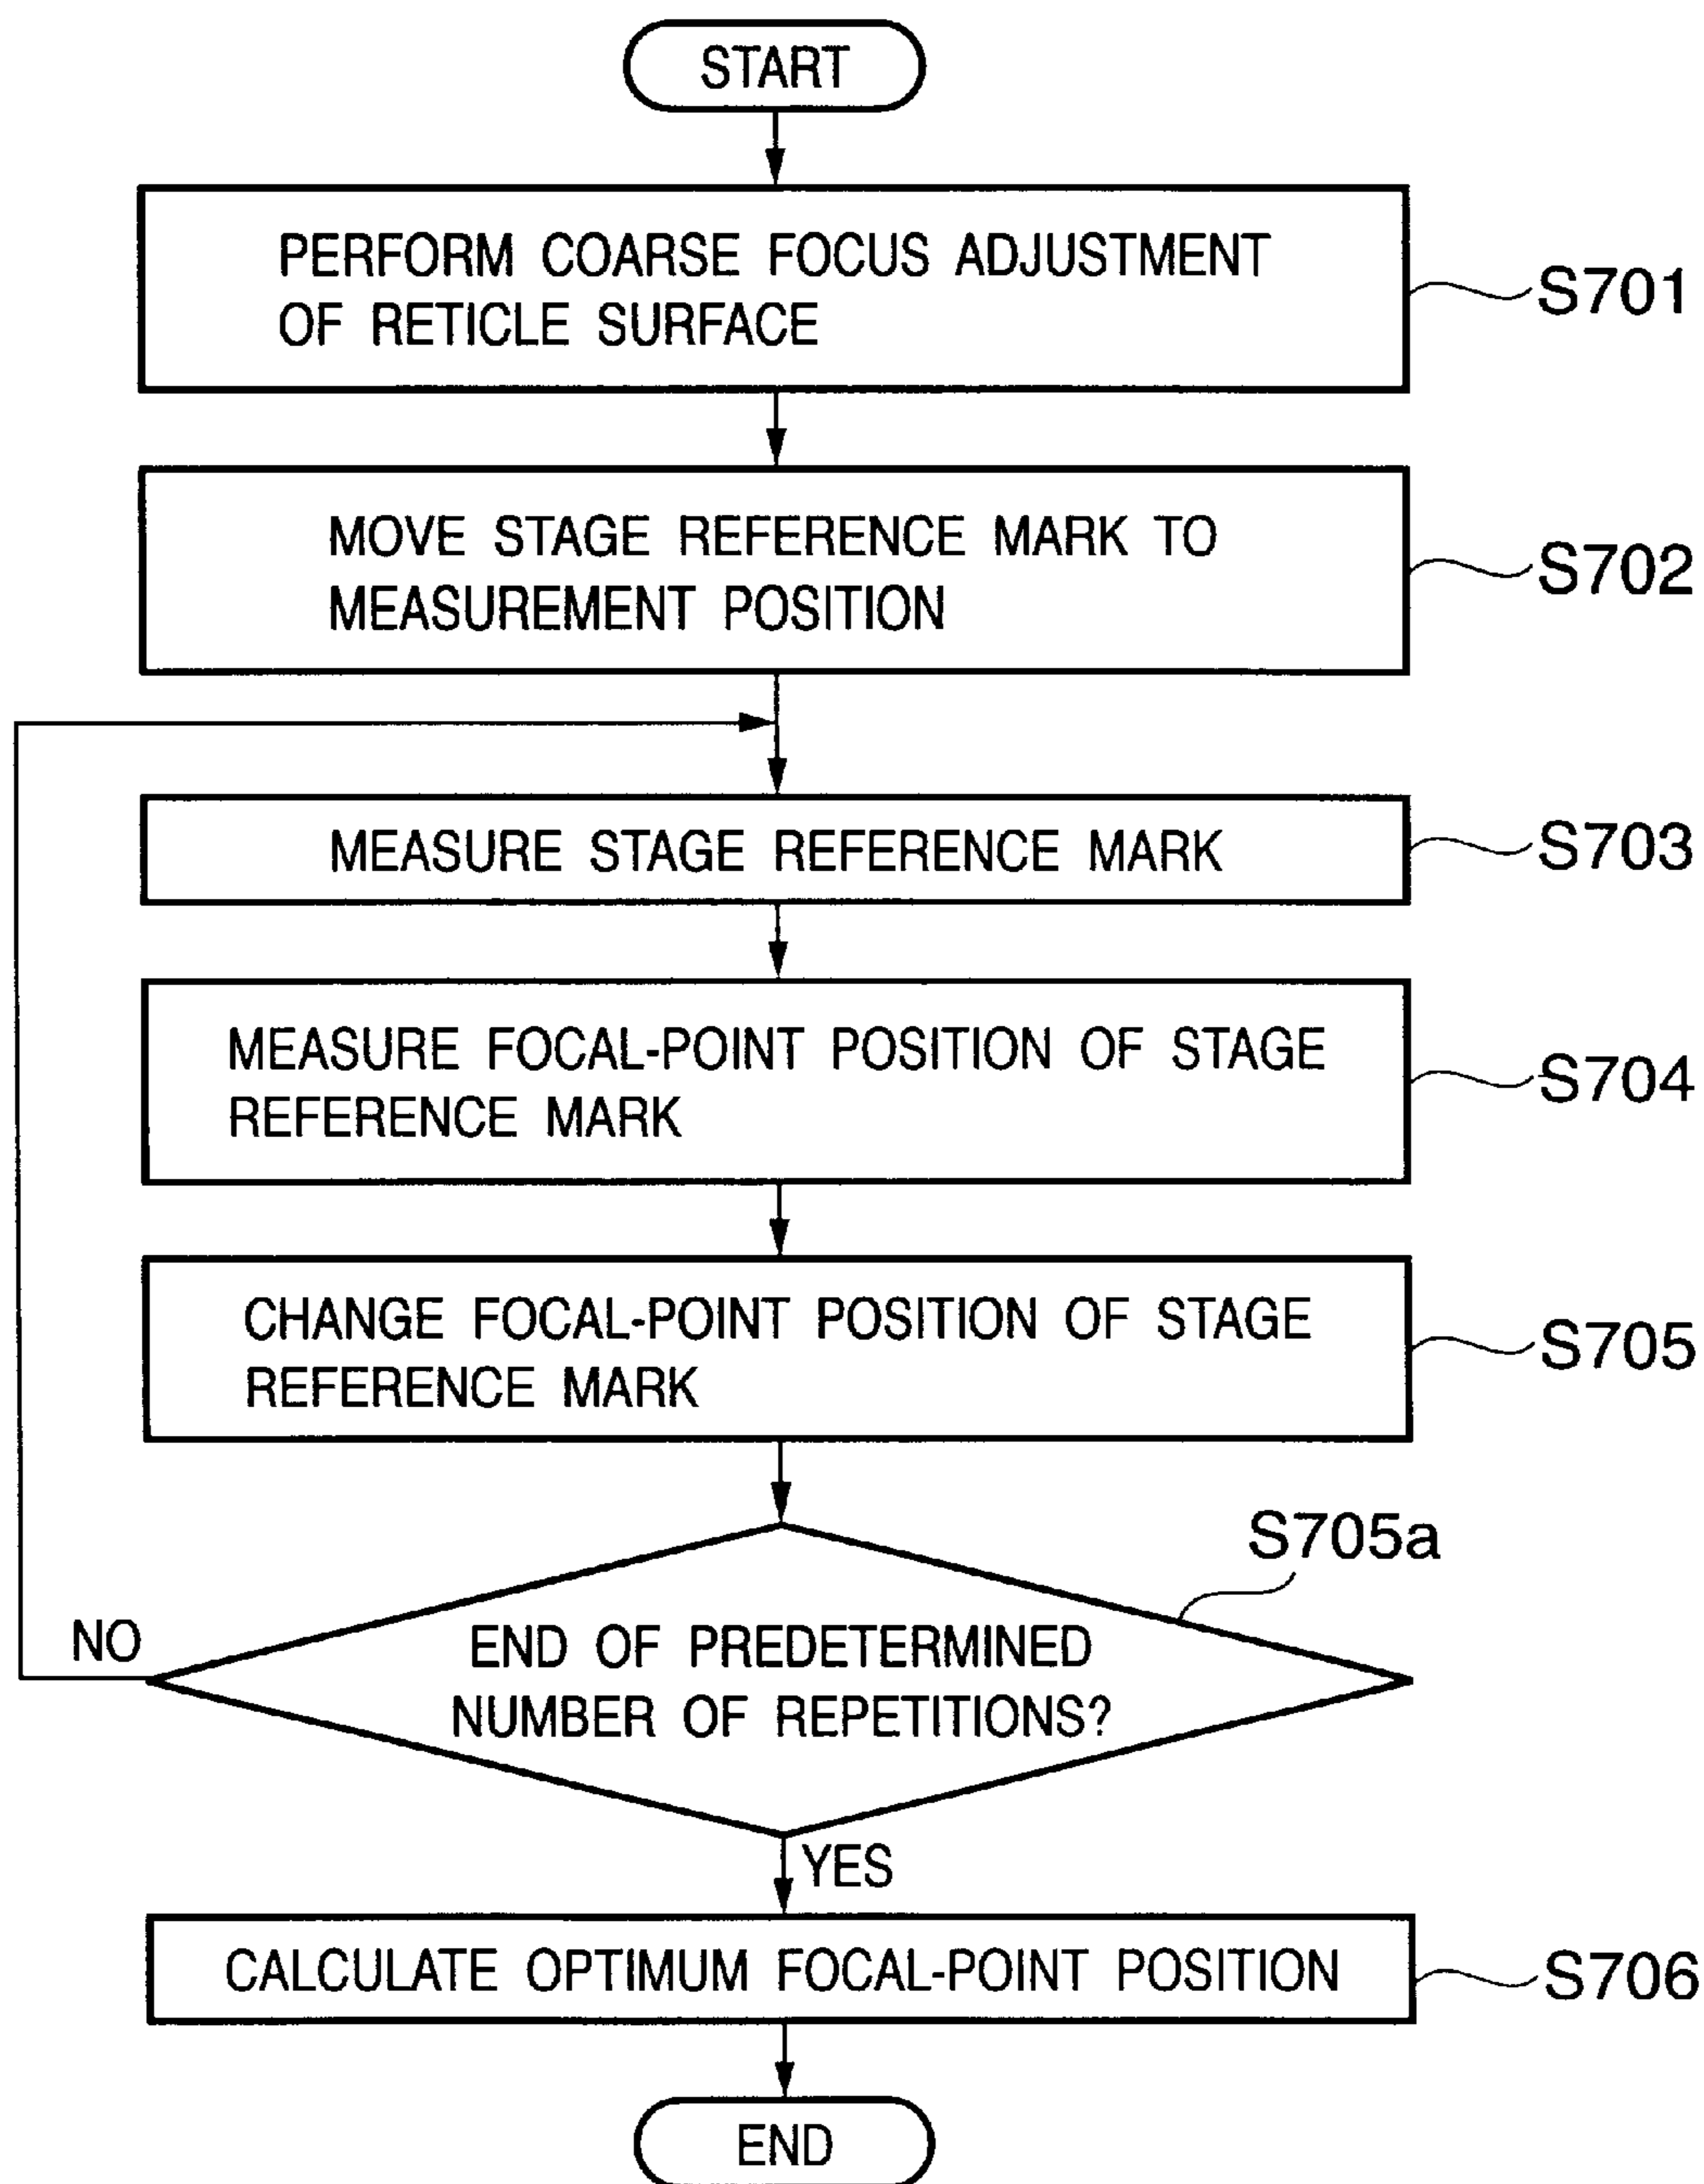 START
PERFORM COARSE FOCUS ADJUSTMENT
OF RETICLE SURFACE
S701
MOVE STAGE REFERENCE MARK TO
MEASUREMENT POSITION
S702
MEASURE STAGE REFERENCE MARK
S703
MEASURE FOCAL-POINT POSITION OF STAGE
REFERENCE MARK
S704
CHANGE FOCAL-POINT POSITION OF STAGE
REFERENCE MARK
S705
S705a
NO
END OF PREDETERMINED
NUMBER OF REPETITIONS?
YES
CALCULATE OPTIMUM FOCAL-POINT POSITION
S706
END